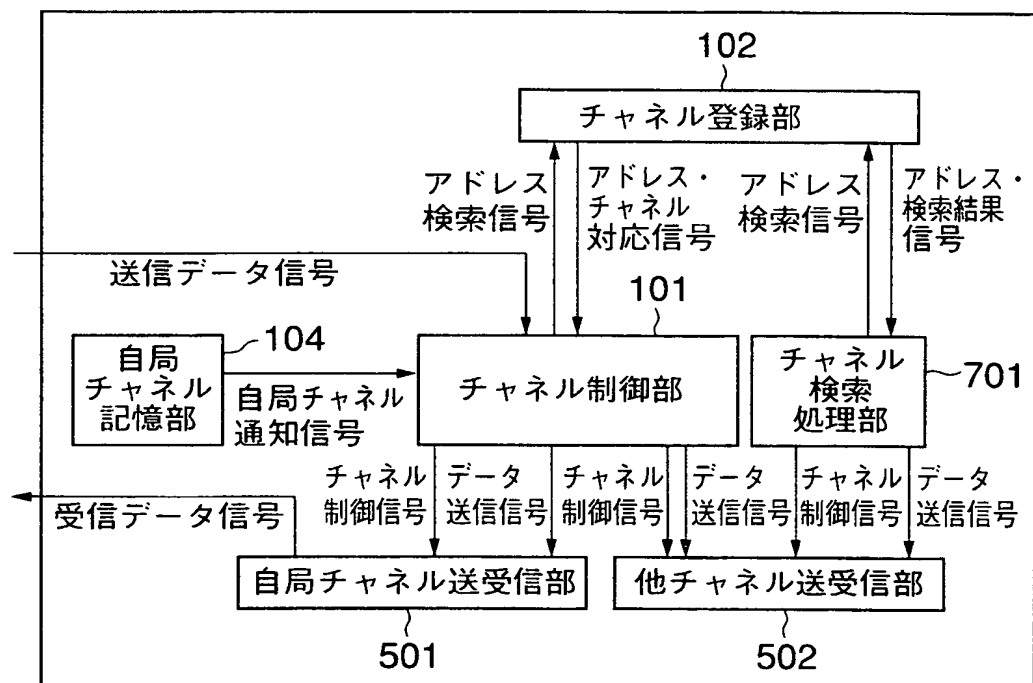 102
チャネル登録部
アドレス
検索信号
アドレス・
チャネル
対応信号
アドレス
検索信号
アドレス・
検索結果
信号
送信データ信号
101
104
自局
チャネル
記憶部
自局チャネル
通知信号
チャネル制御部
チャネル
検索
処理部
701
チャネル
制御信号
データ
送信信号
チャネル
制御信号
データ
送信信号
チャネル
制御信号
データ
送信信号
受信データ信号
自局チャネル送受信部
他チャネル送受信部
501
502